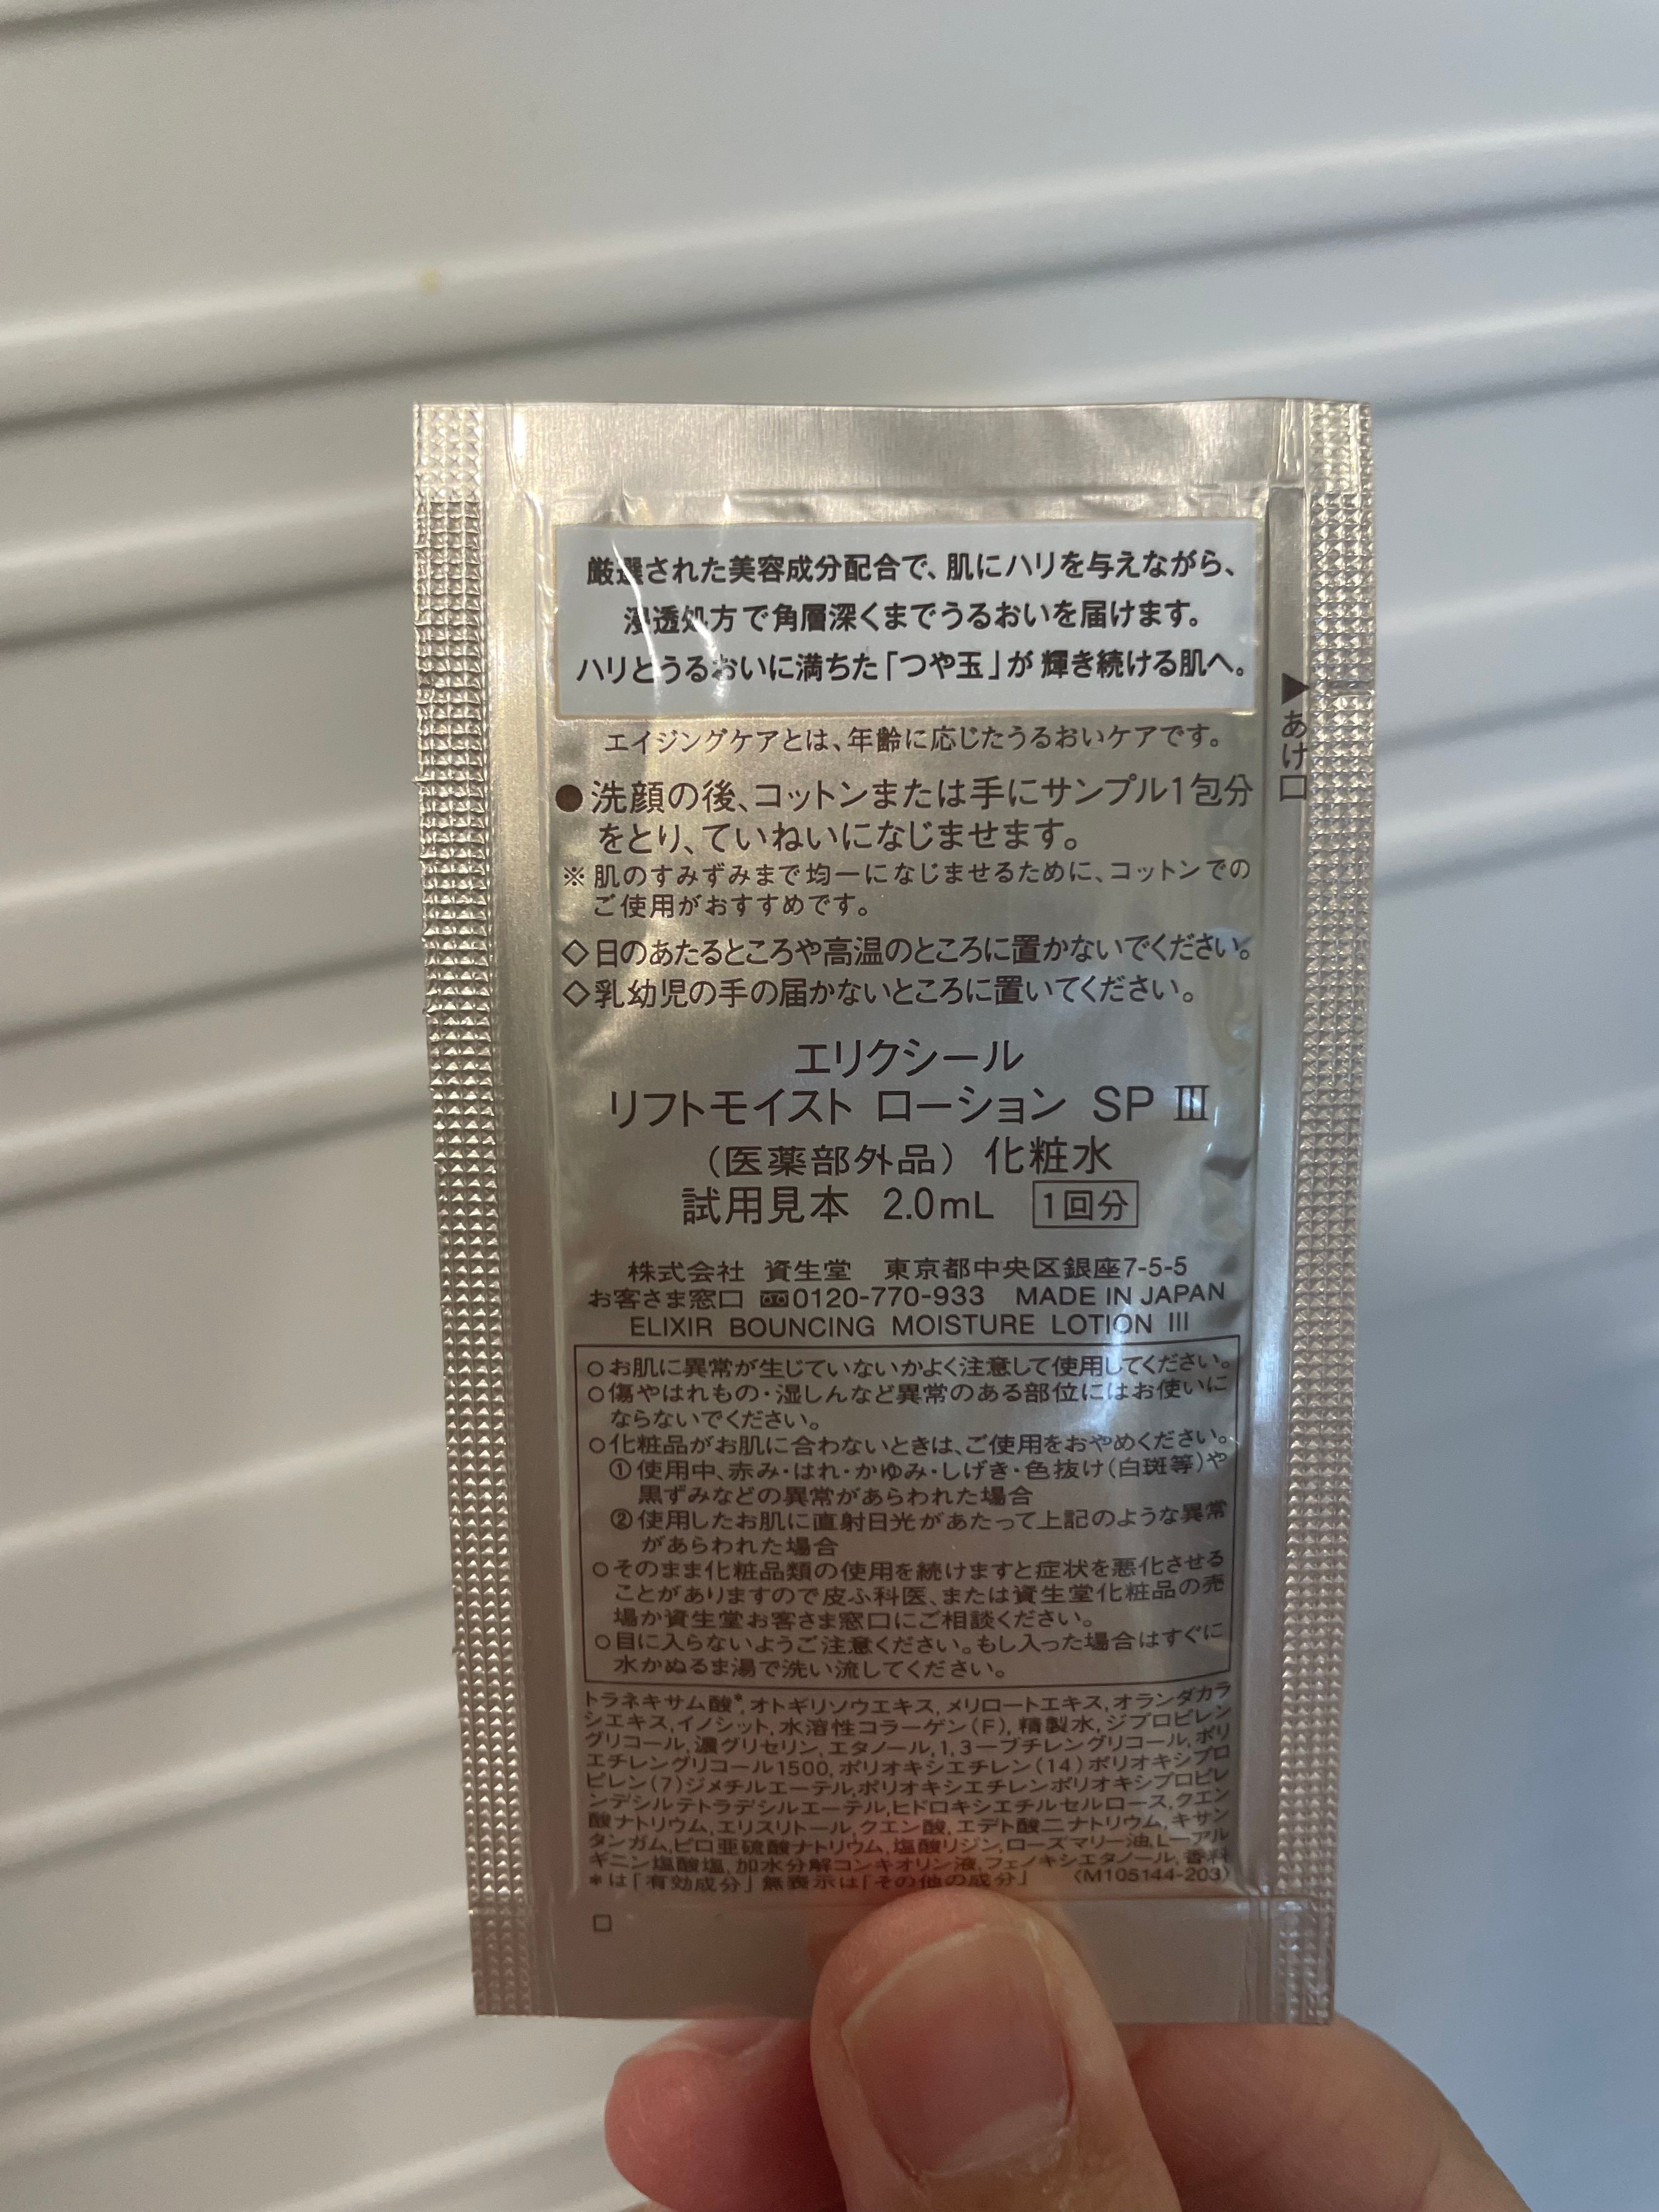 厳選された美容成分配合で、肌にハリを与えながら、
浸透処方で角層深くまでうるおいを届けます。
ハリとうるおいに満ちた「つや玉」が 輝き続ける肌へ。
▶あけ口
エイジングケアとは、年齢に応じたうるおいケアです。
●洗顔の後、コットンまたは手にサンプル1包分
をとり、ていねいになじませます。
※肌のすみずみまで均一になじませるために、コットンでの
ご使用がおすすめです。
◇日のあたるところや高温のところに置かないでください。
◇乳幼児の手の届かないところに置いてください。
エリクシール
リフトモイスト ローション SP Ⅲ
(医薬部外品) 化粧水
試用見本 2.0mL 1回分
株式会社 資生堂 東京都中央区銀座7-5-5
お客さま窓口 0120-770-933 MADE IN JAPAN
ELIXIR BOUNCING MOISTURE LOTION III
○お肌に異常が生じていないかよく注意して使用してください。
○傷やはれもの・湿しんなど異常のある部位にはお使いに
ならないでください。
○化粧品がお肌に合わないときは、ご使用をおやめください。
①使用中、赤み・はれ・かゆみ・しげき・色抜け(白斑等)や
黒ずみなどの異常があらわれた場合
②使用したお肌に直射日光があたって上記のような異常
があらわれた場合
○そのまま化粧品類の使用を続けますと症状を悪化させる
ことがありますので皮ふ科医、または資生堂化粧品の売
場か資生堂お客さま窓口にご相談ください。
○目に入らないようご注意ください。もし入った場合はすぐに
水かぬるま湯で洗い流してください。
トラネキサム酸*,オトギリソウエキス,メリロートエキス,オランダカラ
シエキス,イノシット,水溶性コラーゲン(F),精製水,ジプロピレン
グリコール,濃グリセリン,エタノール,1,3-ブチレングリコール,ポリ
エチレングリコール1500,ポリオキシエチレン(14)ポリオキシプロ
ピレン(7)ジメチルエーテル,ポリオキシエチレンポリオキシプロピレ
ンデシルテトラデシルエーテル,ヒドロキシエチルセルロース,クエン
酸ナトリウム,エリスリトール,クエン酸,エデト酸二ナトリウム,キサン
タンガム,ピロ亜硫酸ナトリウム,塩酸リジン,ローズマリー油,L-アル
ギニン塩酸塩,加水分解コンキオリン液,フェノキシエタノール,香料
*は「有効成分」無表示は「その他の成分」 〈M105144-203〉